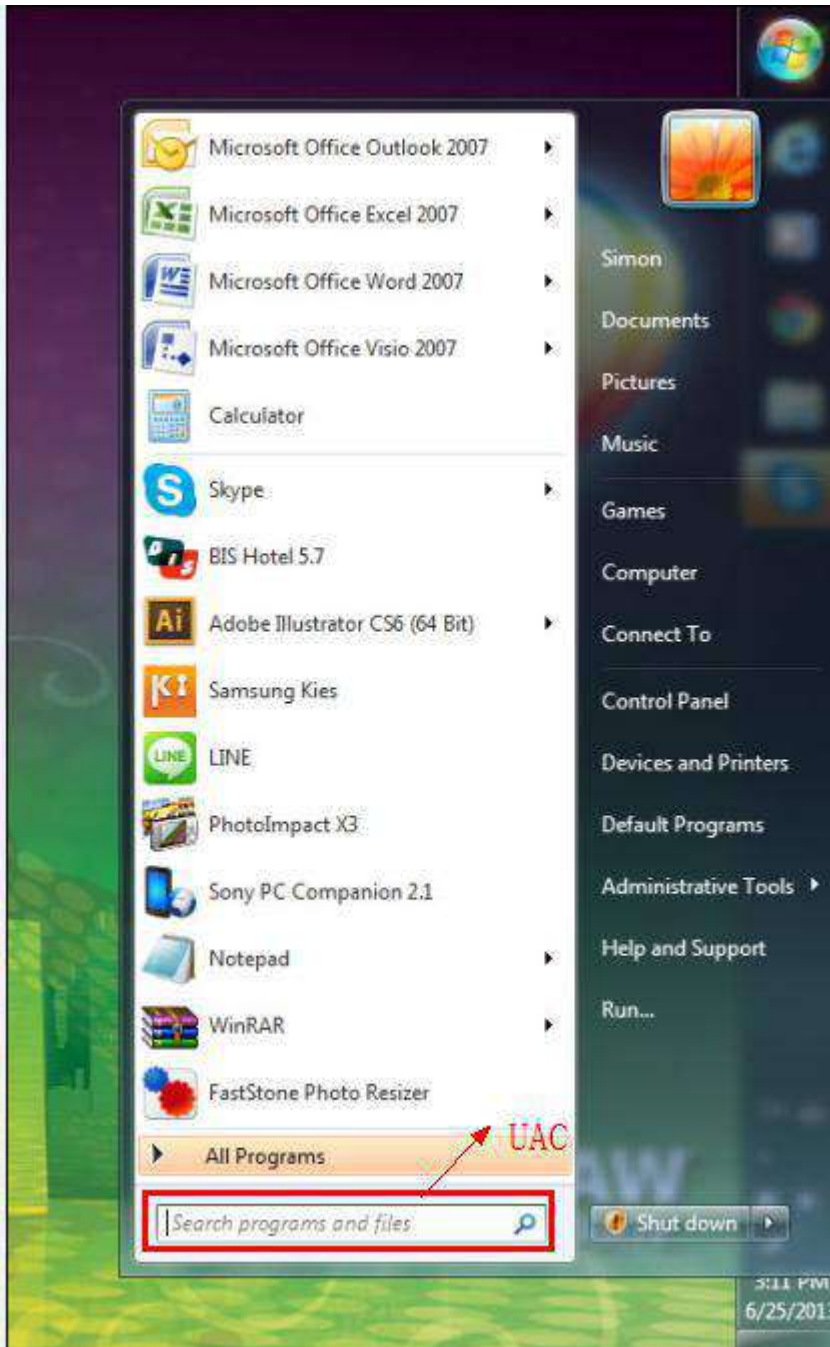 Microsoft Office Outlook 2007
Microsoft Office Excel 2007
Microsoft Office Word 2007
Microsoft Office Visio 2007
Calculator
Skype
BIS Hotel 5.7
Adobe Illustrator CS6 (64 Bit)
Samsung Kies
LINE
PhotoImpact X3
Sony PC Companion 2.1
Notepad
WinRAR
FastStone Photo Resizer
UAC
All Programs
Search programs and files
Simon
Documents
Pictures
Music
Games
Computer
Connect To
Control Panel
Devices and Printers
Default Programs
Administrative Tools
Help and Support
Run...
Shut down
3:11 PM